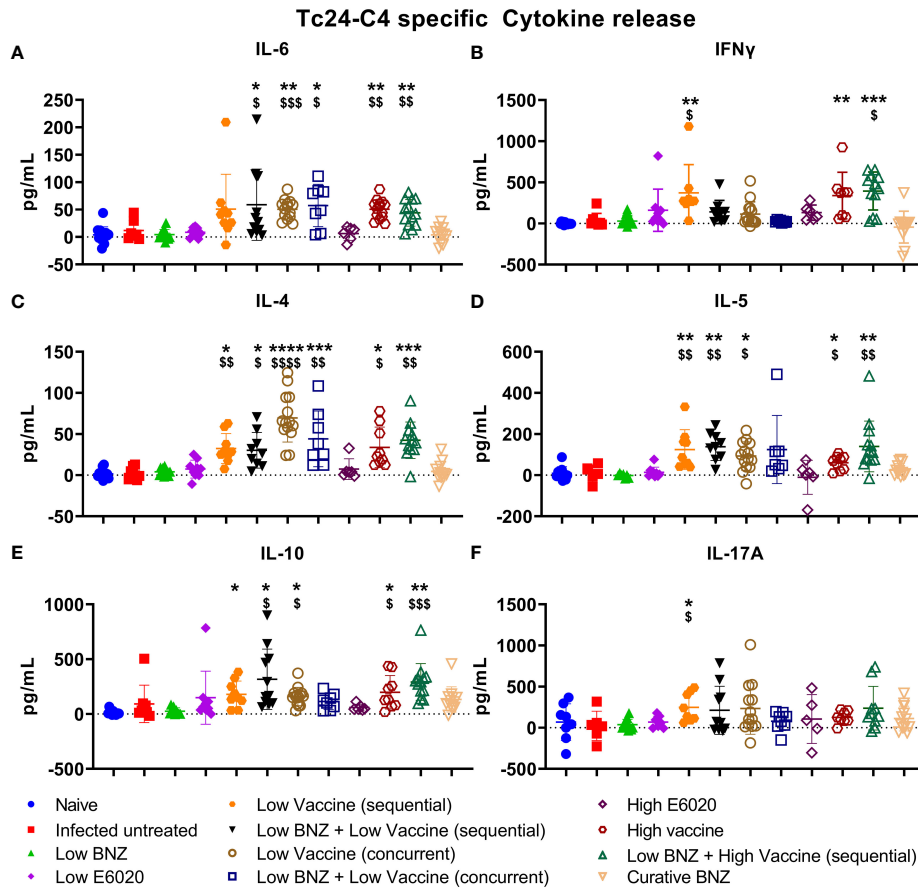 Tc24-C4 specific Cytokine release
A
IL-6
* ** * ** **
$ $$$ $ $$ $$
250
200
150
100
50
0
-50
pg/mL
B
IFNγ
** ** ***
$ $
1500
1000
500
0
-500
pg/mL
C
IL-4
* * **** *** * ***
$$ $ $$$$ $$ $ $$
150
100
50
0
-50
pg/mL
D
IL-5
** ** * * **
$$ $$ $ $ $$
600
400
200
0
-200
pg/mL
E
IL-10
* * * * **
$ $ $ $$$
1000
500
0
-500
pg/mL
F
IL-17A
*
$
1500
1000
500
0
-500
pg/mL
Naive
Infected untreated
Low BNZ
Low E6020
Low Vaccine (sequential)
Low BNZ + Low Vaccine (sequential)
Low Vaccine (concurrent)
Low BNZ + Low Vaccine (concurrent)
High E6020
High vaccine
Low BNZ + High Vaccine (sequential)
Curative BNZ